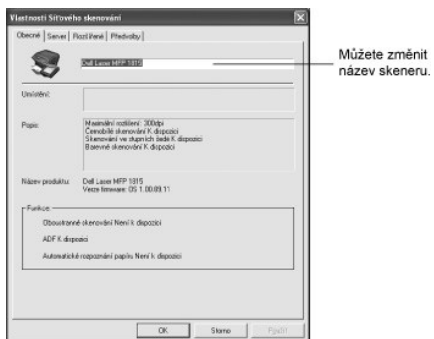 Vlastnosti Síťového skenování
Obecné Server Rozšířené Předvolby
Dell Laser MFP 1815
Můžete změnit
název skeneru.
Umístění:
Popis:
Maximální rozlišení: 300dpi
Černobílé skenování K dispozici
Skenování ve stupních šedé K dispozici
Barevné skenování K dispozici
Název produktu:
Dell Laser MFP 1815
Verze firmware: OS 1.00.09.11
Funkce:
Oboustranné skenování Není k dispozici
ADF K dispozici
Automatické rozpoznání papíru Není k dispozici
OK Storno Použít